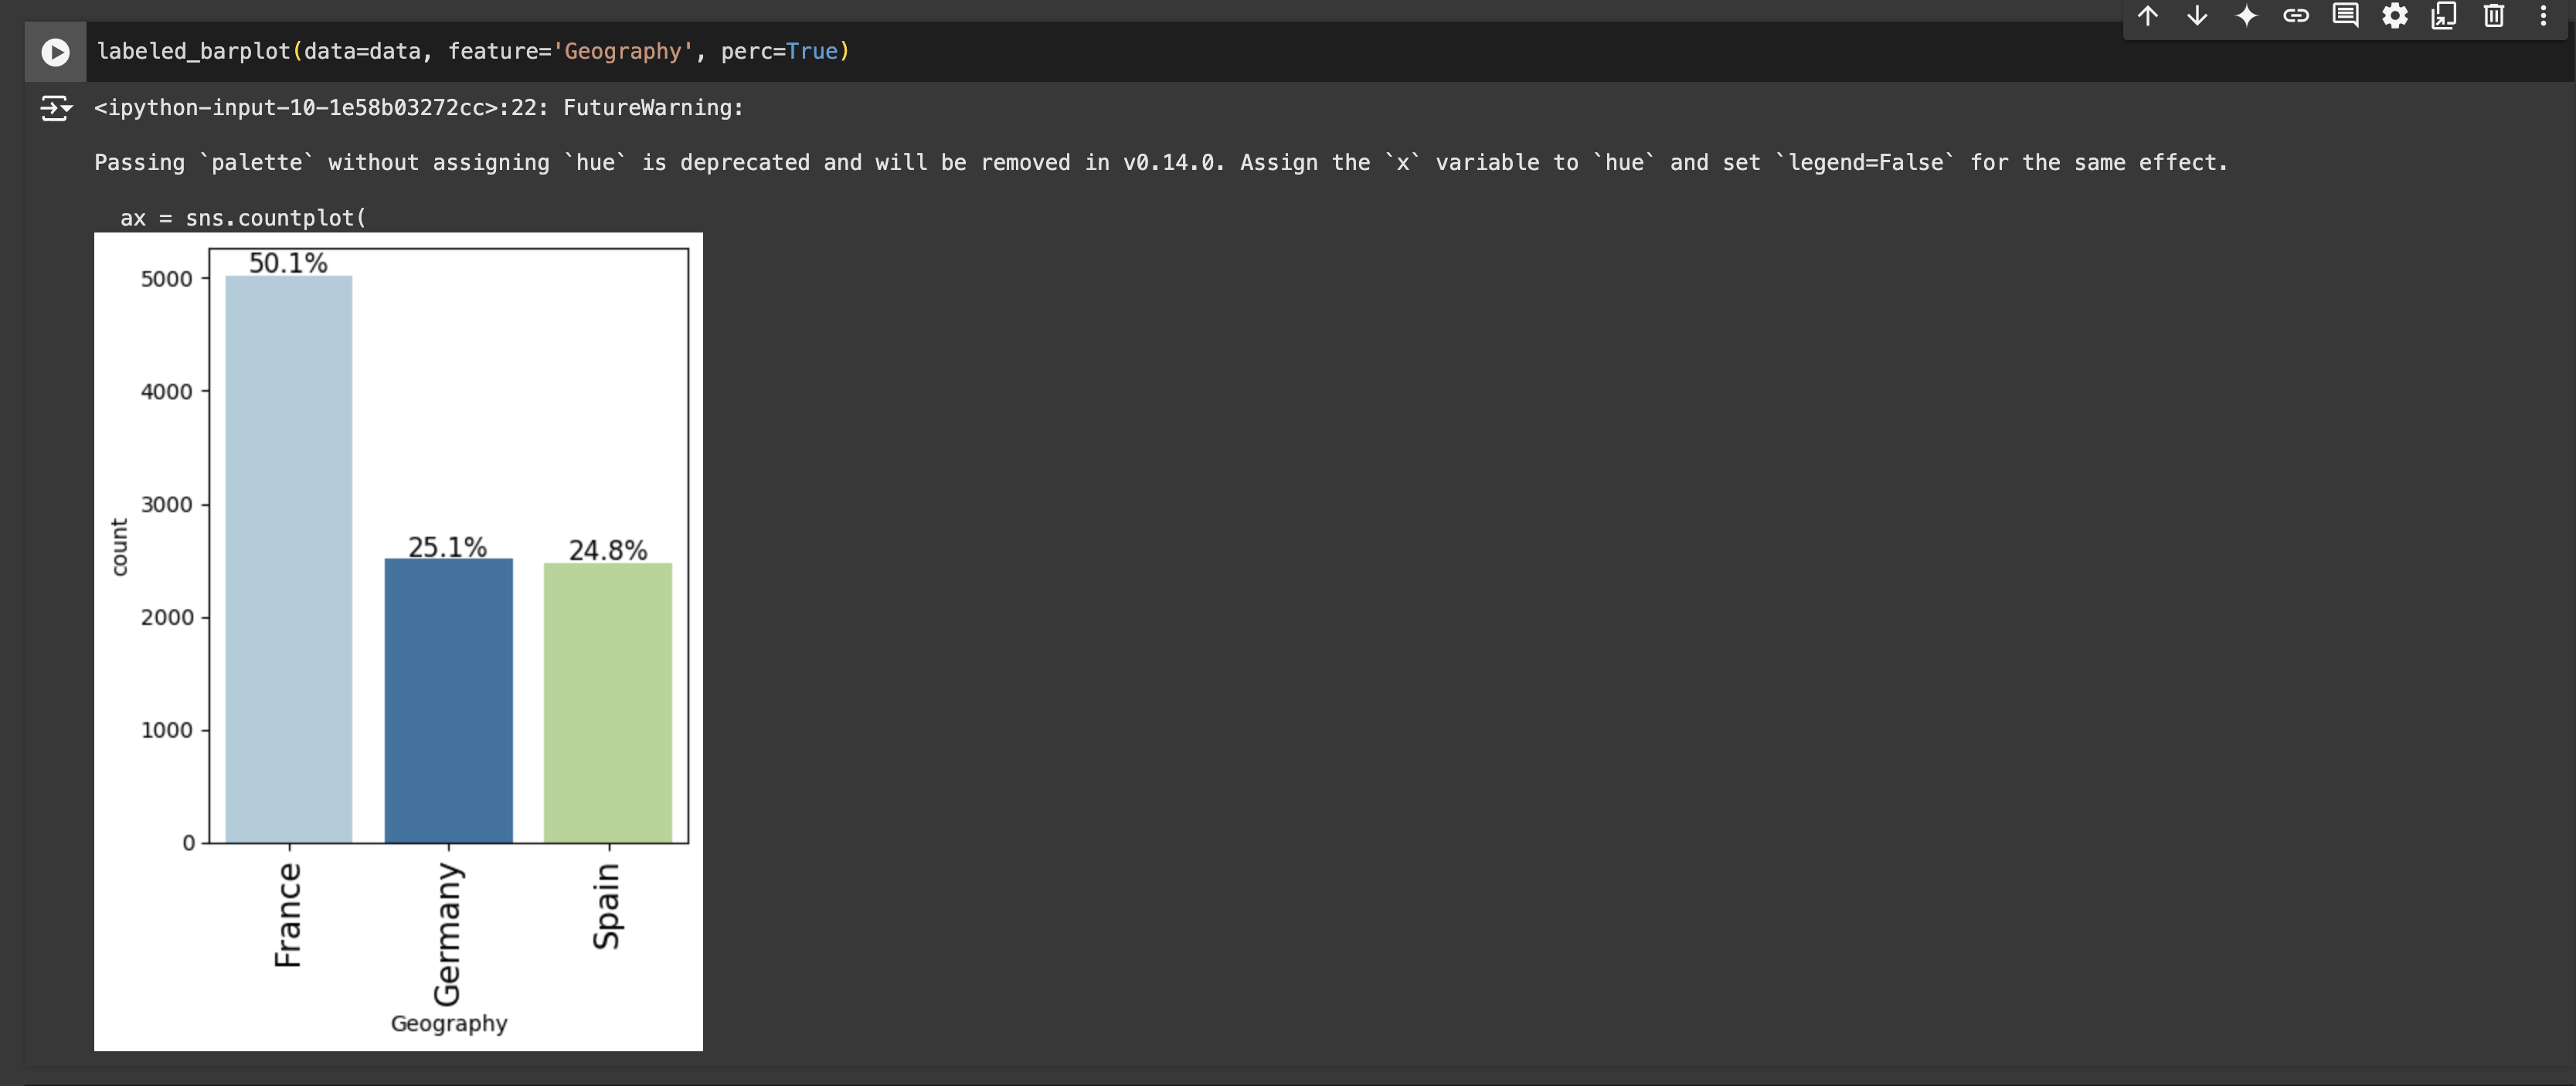 labeled_barplot(data=data, feature='Geography', perc=True)
<ipython-input-10-1e58b03272cc>:22: FutureWarning:
Passing `palette` without assigning `hue` is deprecated and will be removed in v0.14.0. Assign the `x` variable to `hue` and set `legend=False` for the same effect.
ax = sns.countplot(
50.1%
25.1%
24.8%
5000
4000
3000
2000
1000
0
count
France
Germany
Spain
Geography